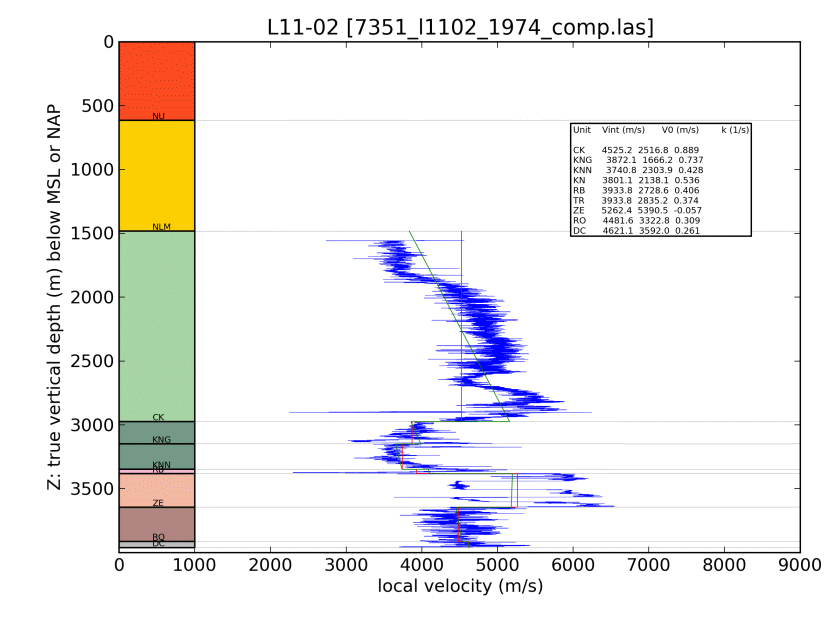 L11-02 [7351_l1102_1974_comp.las]
0
500
1000
1500
2000
2500
3000
3500
Z: true vertical depth (m) below MSL or NAP
NU
NLM
CK
KNG
KNN
RB
ZE
RO
DC
Unit Vint (m/s) V0 (m/s) k (1/s)
CK 4525.2 2516.8 0.889
KNG 3872.1 1666.2 0.737
KNN 3740.8 2303.9 0.428
KN 3801.1 2138.1 0.536
RB 3933.8 2728.6 0.406
TR 3933.8 2835.2 0.374
ZE 5262.4 5390.5 -0.057
RO 4481.6 3322.8 0.309
DC 4621.1 3592.0 0.261
0 1000 2000 3000 4000 5000 6000 7000 8000 9000
local velocity (m/s)